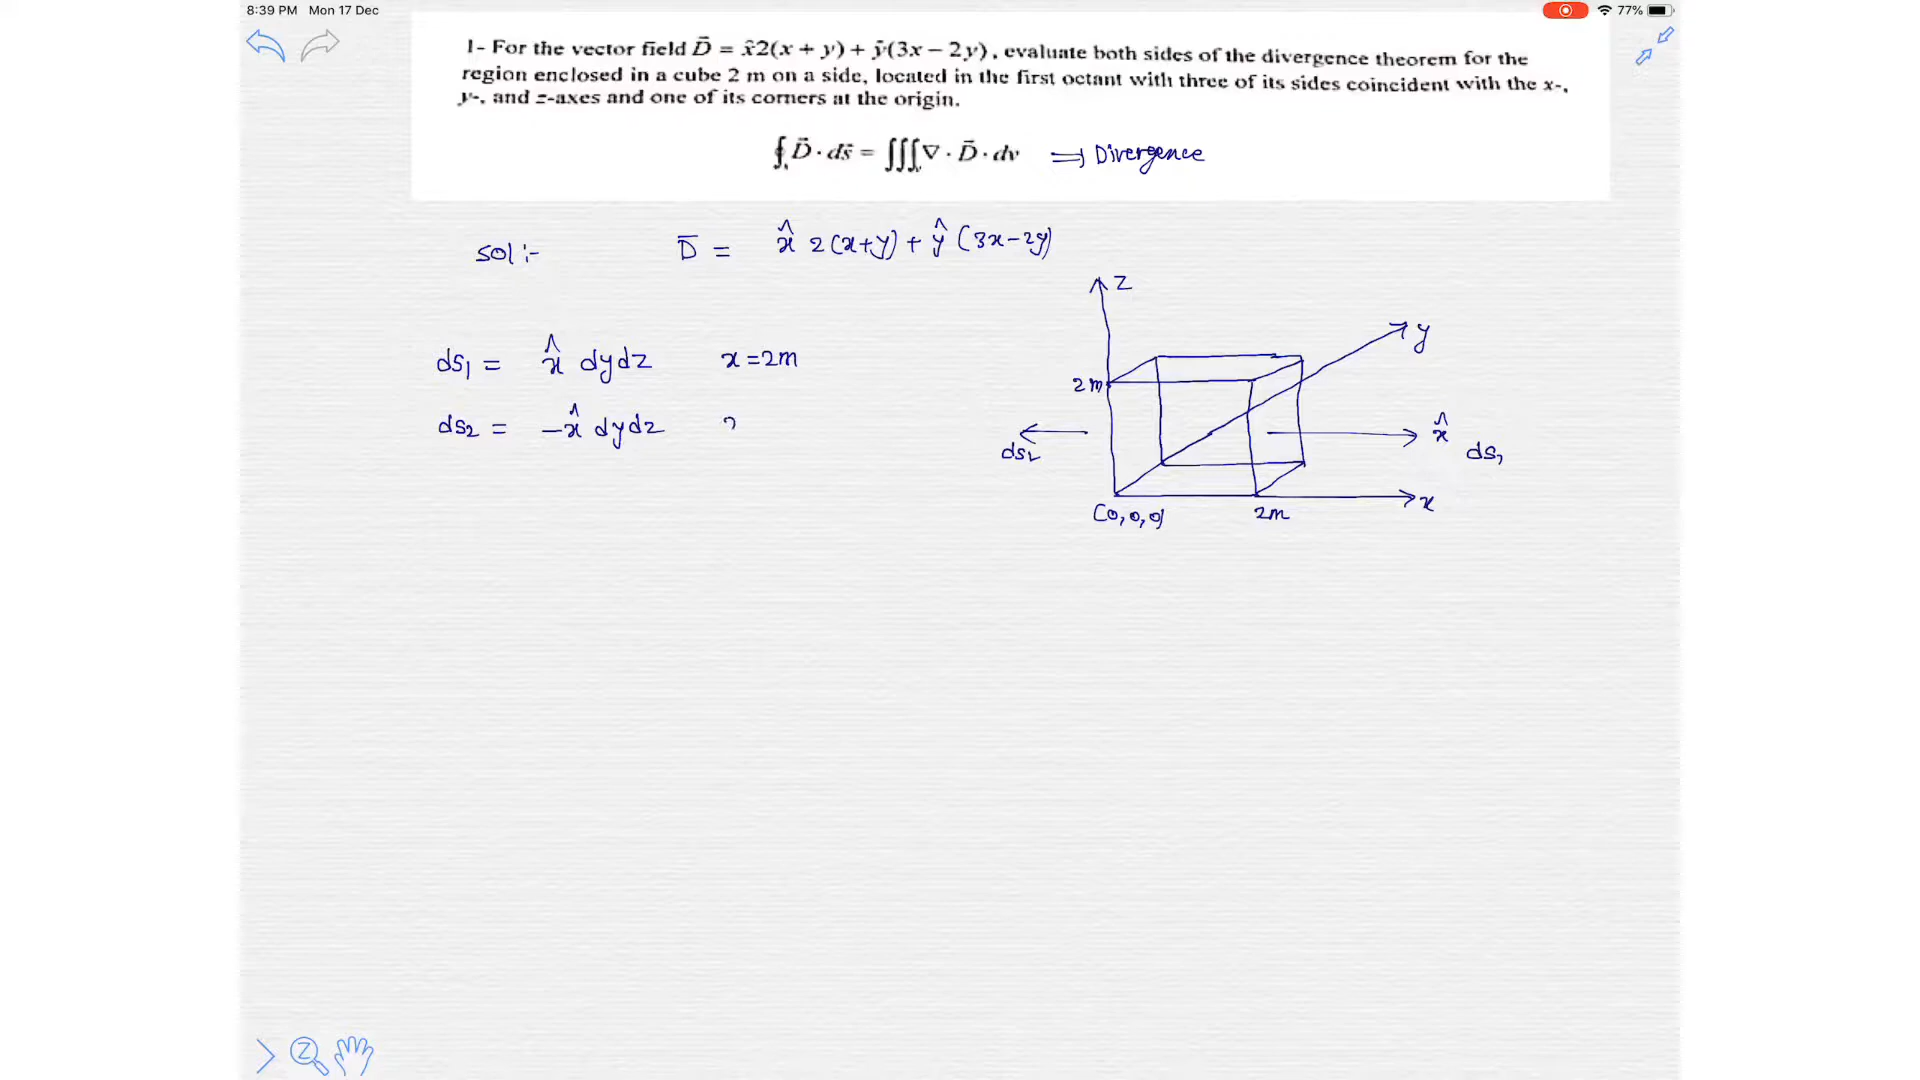 8:39 PM Mon 17 Dec
77%
1- For the vector field D̄ = x̂2(x + y) + ŷ(3x − 2y), evaluate both sides of the divergence theorem for the
region enclosed in a cube 2 m on a side, located in the first octant with three of its sides coincident with the x-,
y-, and z-axes and one of its corners at the origin.
∮ₛ D̄ · ds̄ = ∭ᵥ ∇ · D̄ · dv ⇒ Divergence
sol :- D̄ = x̂ 2(x+y) + ŷ (3x-2y)
z
y
ds₁ = x̂ dydz x = 2m
2m
ds₂ = -x̂ dydz
x̂
ds₂
ds₁
x
(0,0,0) 2m
Z